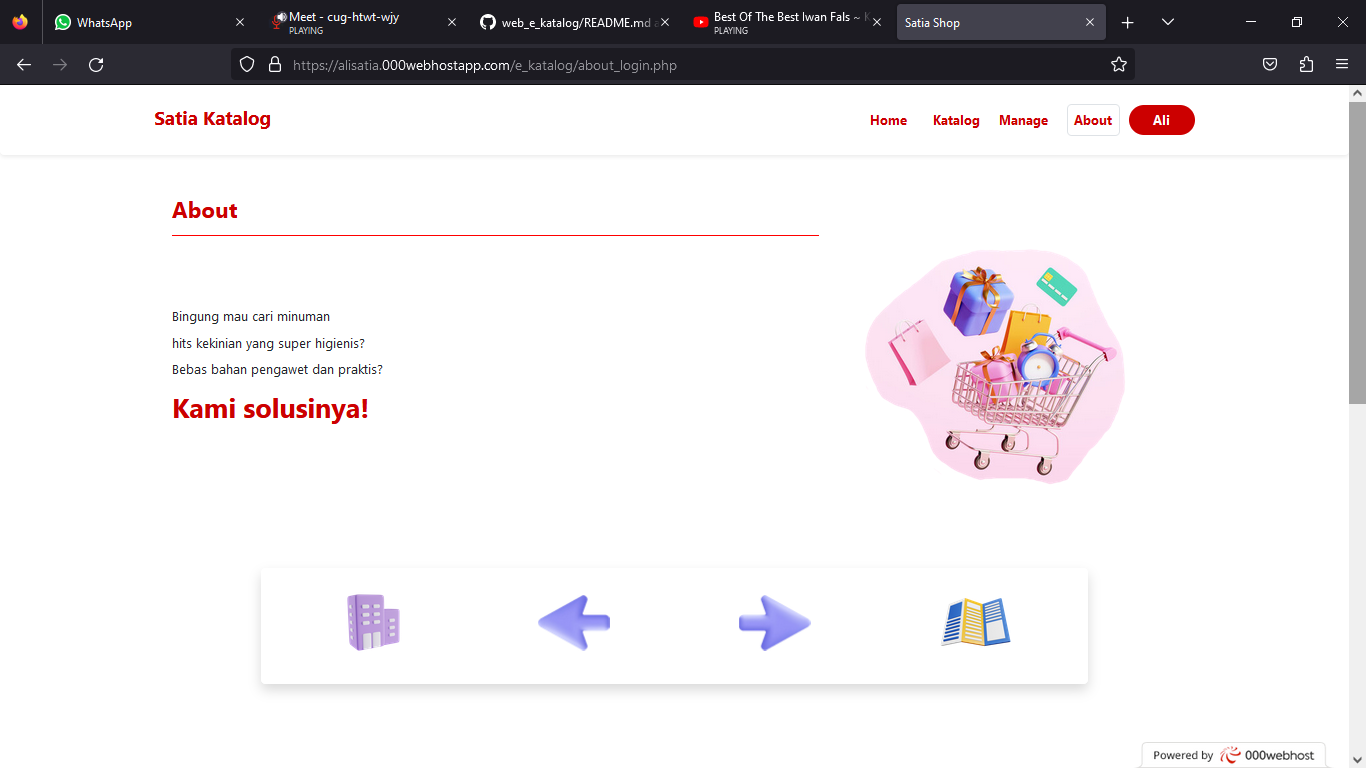 WhatsApp
Meet - cug-htwt-wjy
PLAYING
web_e_katalog/README.md
Best Of The Best Iwan Fals ~
PLAYING
Satia Shop
https://alisatia.000webhostapp.com/e_katalog/about_login.php
Satia Katalog
Home
Katalog
Manage
About
Ali
About
Bingung mau cari minuman
hits kekinian yang super higienis?
Bebas bahan pengawet dan praktis?
Kami solusinya!
Powered by 000webhost